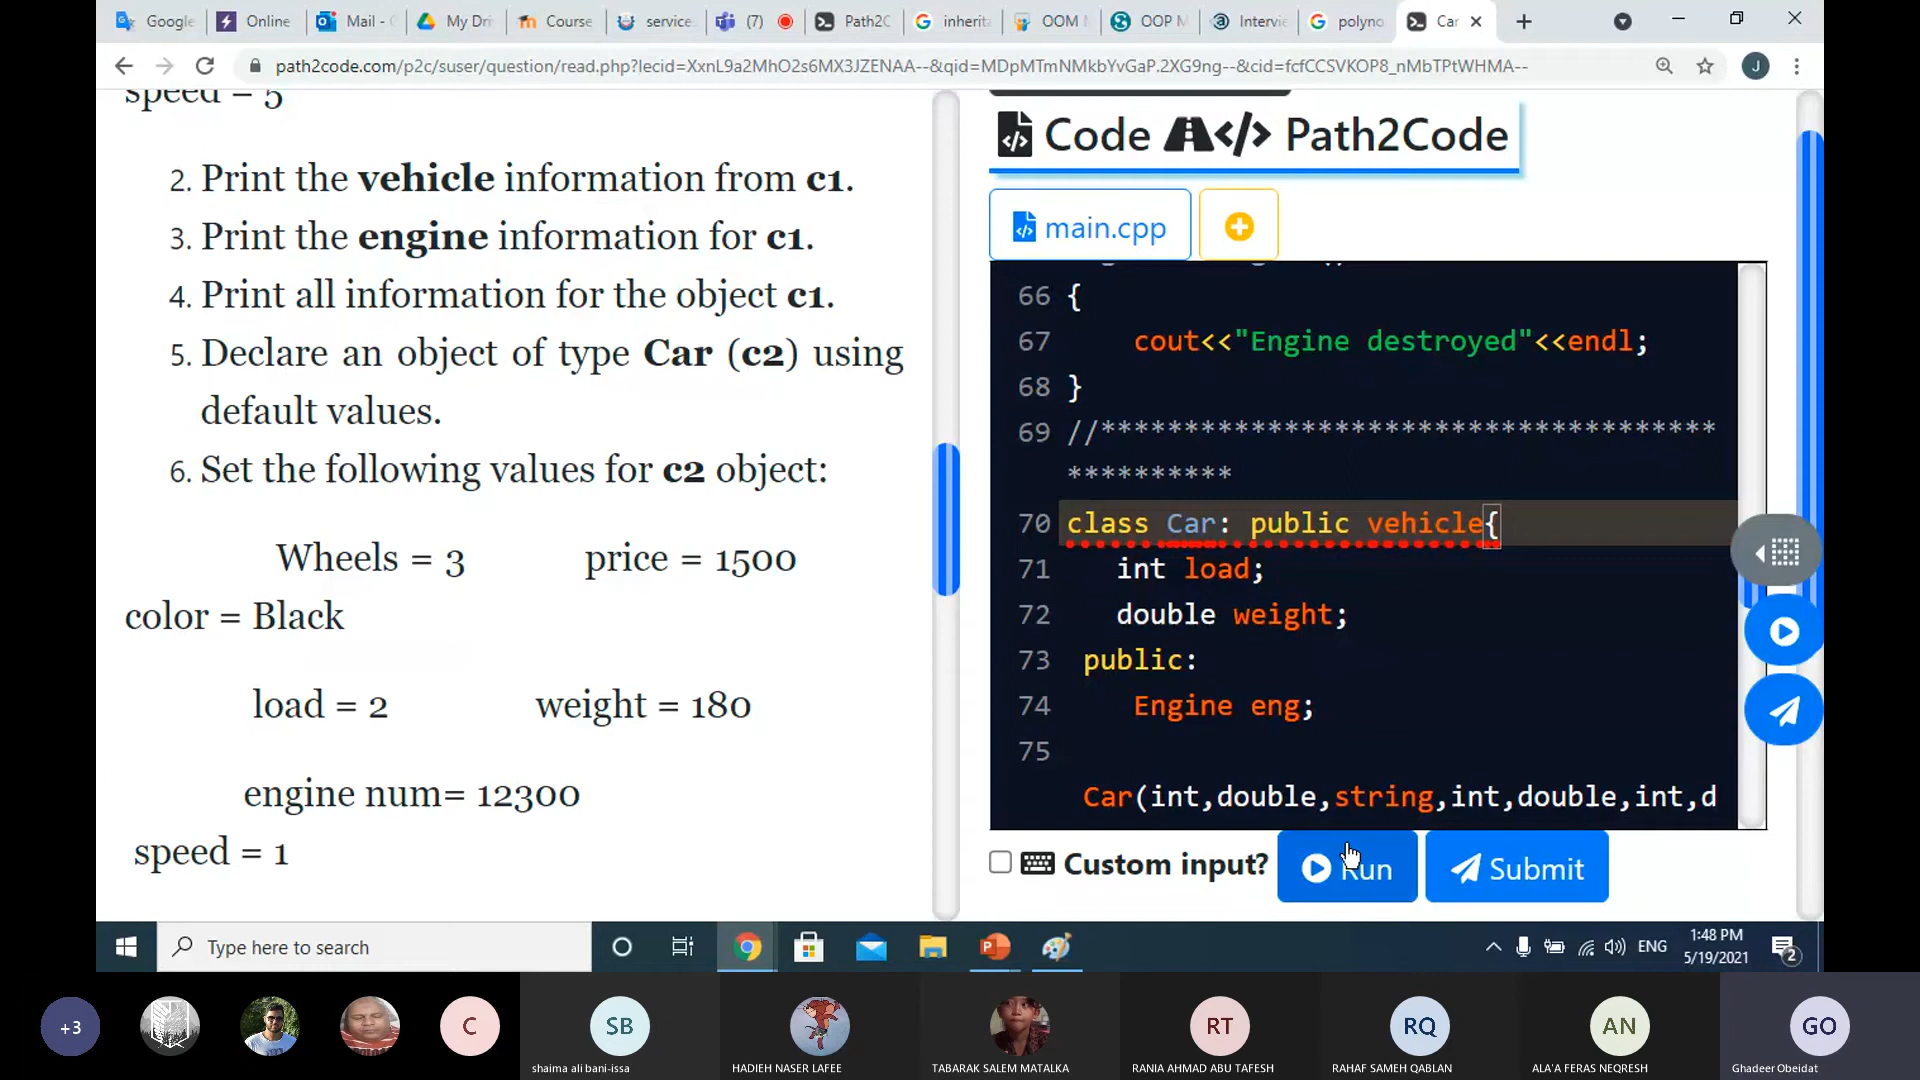 Google
Online
Mail -
My Dri
Course
service
(7)
Path2C
inherit
OOM
OOP M
Intervie
polyno
Car
path2code.com/p2c/suser/question/read.php?lecid=XxnL9a2MhO2s6MX3JZENAA--&qid=MDpMTmNMkbYvGaP.2XG9ng--&cid=fcfCCSVKOP8_nMbTPtWHMA--
J
speed = 5
2. Print the vehicle information from c1.
3. Print the engine information for c1.
4. Print all information for the object c1.
5. Declare an object of type Car (c2) using
default values.
6. Set the following values for c2 object:
Wheels = 3 price = 1500
color = Black
load = 2 weight = 180
engine num= 12300
speed = 1
Code </> Path2Code
main.cpp
66 {
67 cout<<"Engine destroyed"<<endl;
68 }
69 //*************************************
**********
70 class Car: public vehicle{
71 int load;
72 double weight;
73 public:
74 Engine eng;
75
Car(int,double,string,int,double,int,d
Custom input?
Run
Submit
Type here to search
ENG
1:48 PM
5/19/2021
2
+3
C
SB
RT
RQ
AN
GO
shaima ali bani-issa
HADIEH NASER LAFEE
TABARAK SALEM MATALKA
RANIA AHMAD ABU TAFESH
RAHAF SAMEH QABLAN
ALA'A FERAS NEQRESH
Ghadeer Obeidat